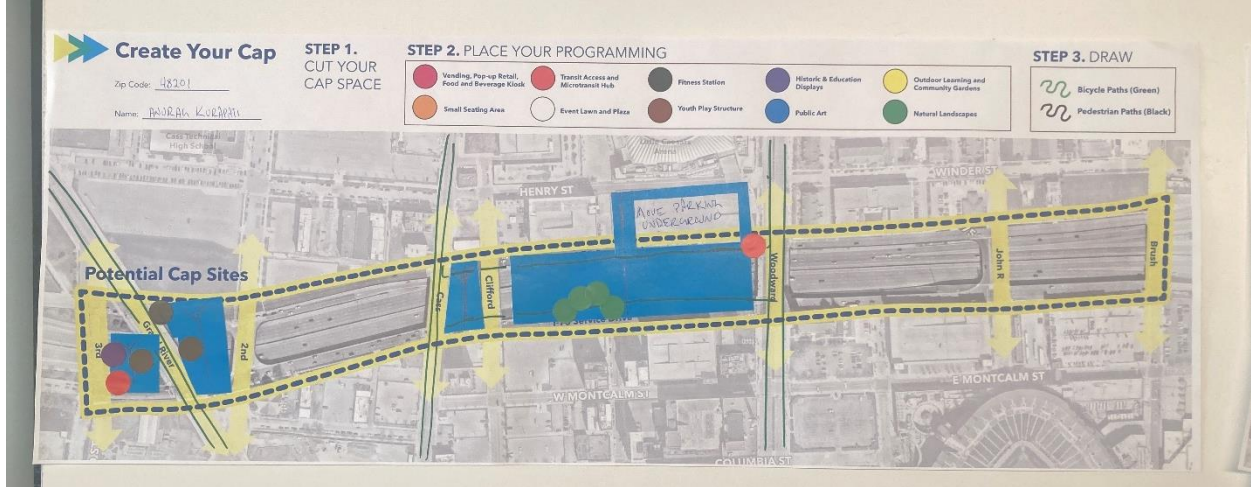 Create Your Cap
Zip Code: 48201
Name: ANURAG KURAPATI
STEP 1.
CUT YOUR
CAP SPACE
STEP 2. PLACE YOUR PROGRAMMING
Vending, Pop-up Retail,
Food and Beverage Kiosk
Transit Access and
Microtransit Hub
Fitness Station
Historic & Education
Displays
Outdoor Learning and
Community Gardens
Small Seating Area
Event Lawn and Plaza
Youth Play Structure
Public Art
Natural Landscapes
STEP 3. DRAW
Bicycle Paths (Green)
Pedestrian Paths (Black)
Cass Technical
High School
Little Caesars
Arena
HENRY ST
WINDER ST
MOVE PARKING
UNDERGROUND
Potential Cap Sites
3rd
Grand River
2nd
Cass
Clifford
Woodward
John R
Brush
W MONTCALM ST
E MONTCALM ST
COLUMBIA ST